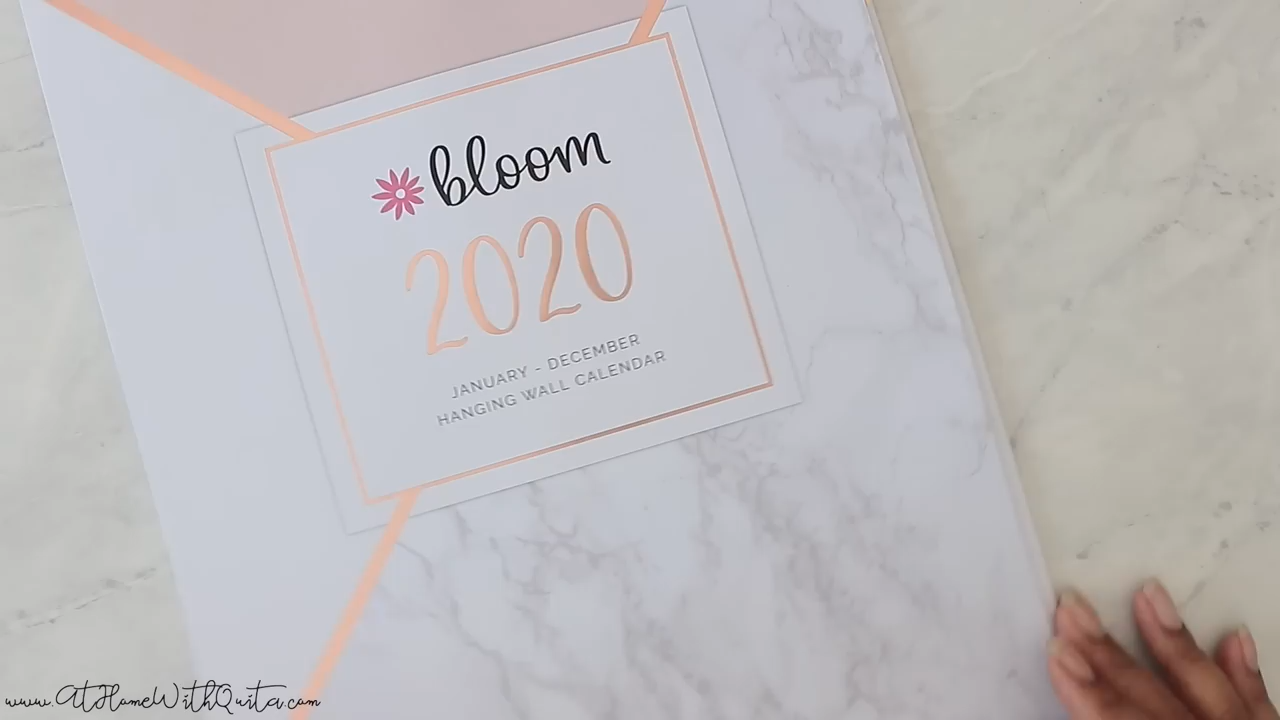 bloom
2020
JANUARY - DECEMBER
HANGING WALL CALENDAR
www.AtHomeWithQuita.com